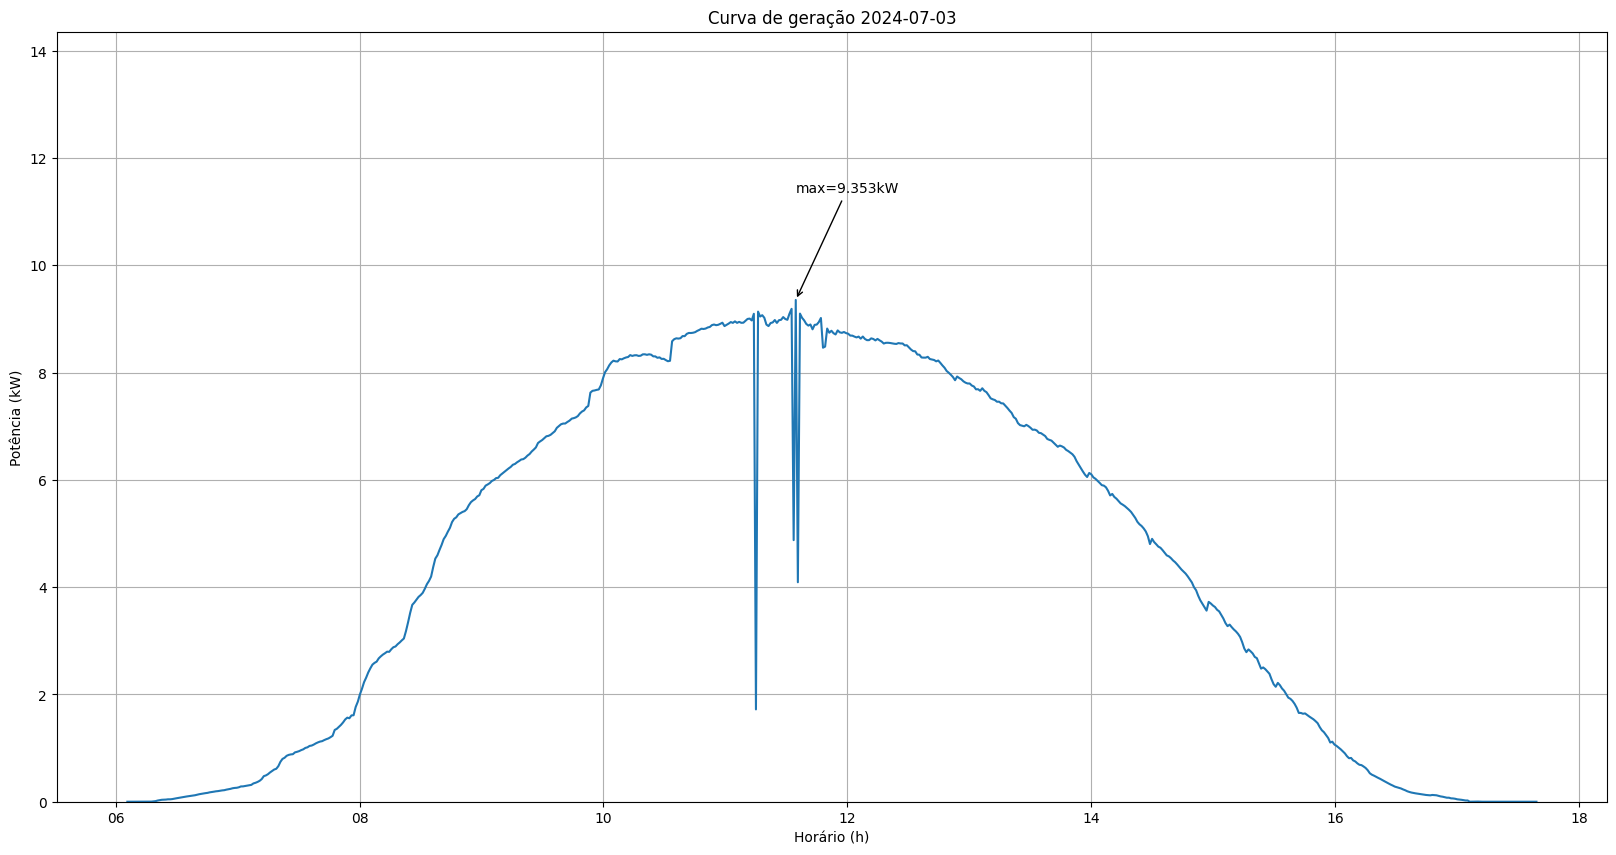 Curva de geração 2024-07-03
14
12
max=9.353kW
10
8
6
4
2
0
Potência (kW)
06 08 10 12 14 16 18
Horário (h)